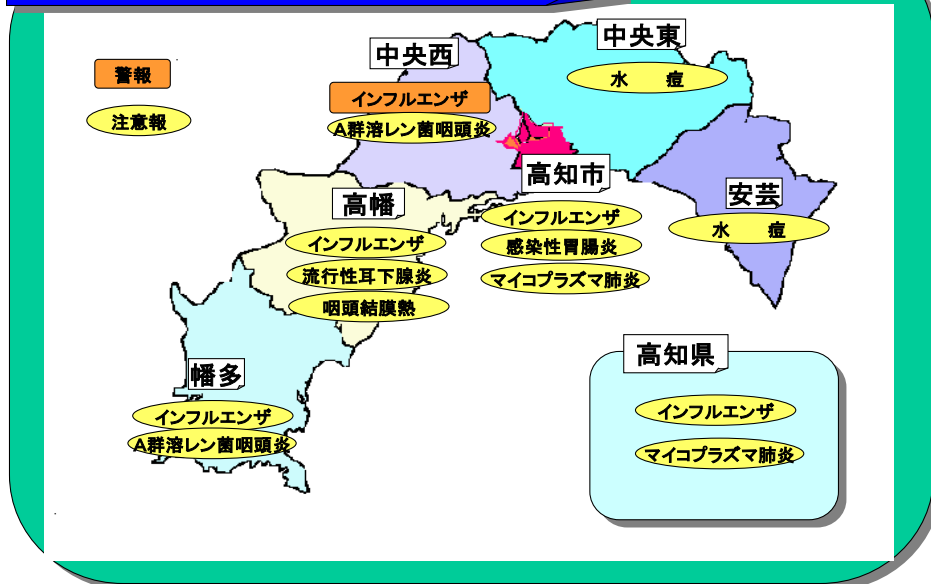 警報
注意報
中央西
インフルエンザ
A群溶レン菌咽頭炎
中央東
水　痘
高知市
インフルエンザ
感染性胃腸炎
マイコプラズマ肺炎
安芸
水　痘
高幡
インフルエンザ
流行性耳下腺炎
咽頭結膜熱
幡多
インフルエンザ
A群溶レン菌咽頭炎
高知県
インフルエンザ
マイコプラズマ肺炎